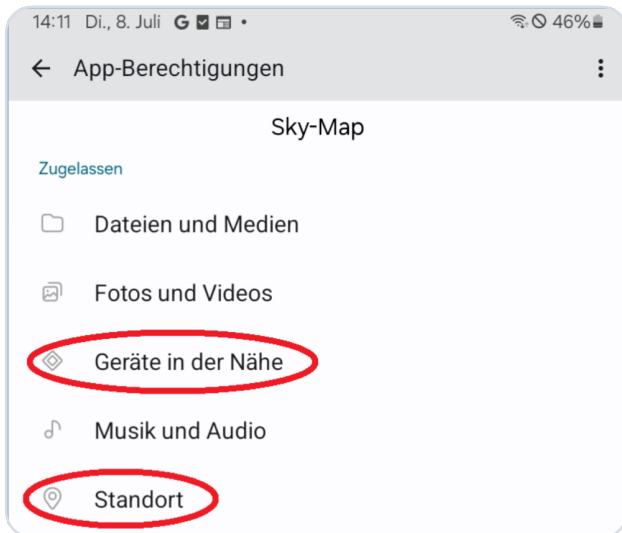 14:11 Di., 8. Juli G 46%
App-Berechtigungen
Sky-Map
Zugelassen
Dateien und Medien
Fotos und Videos
Geräte in der Nähe
Musik und Audio
Standort